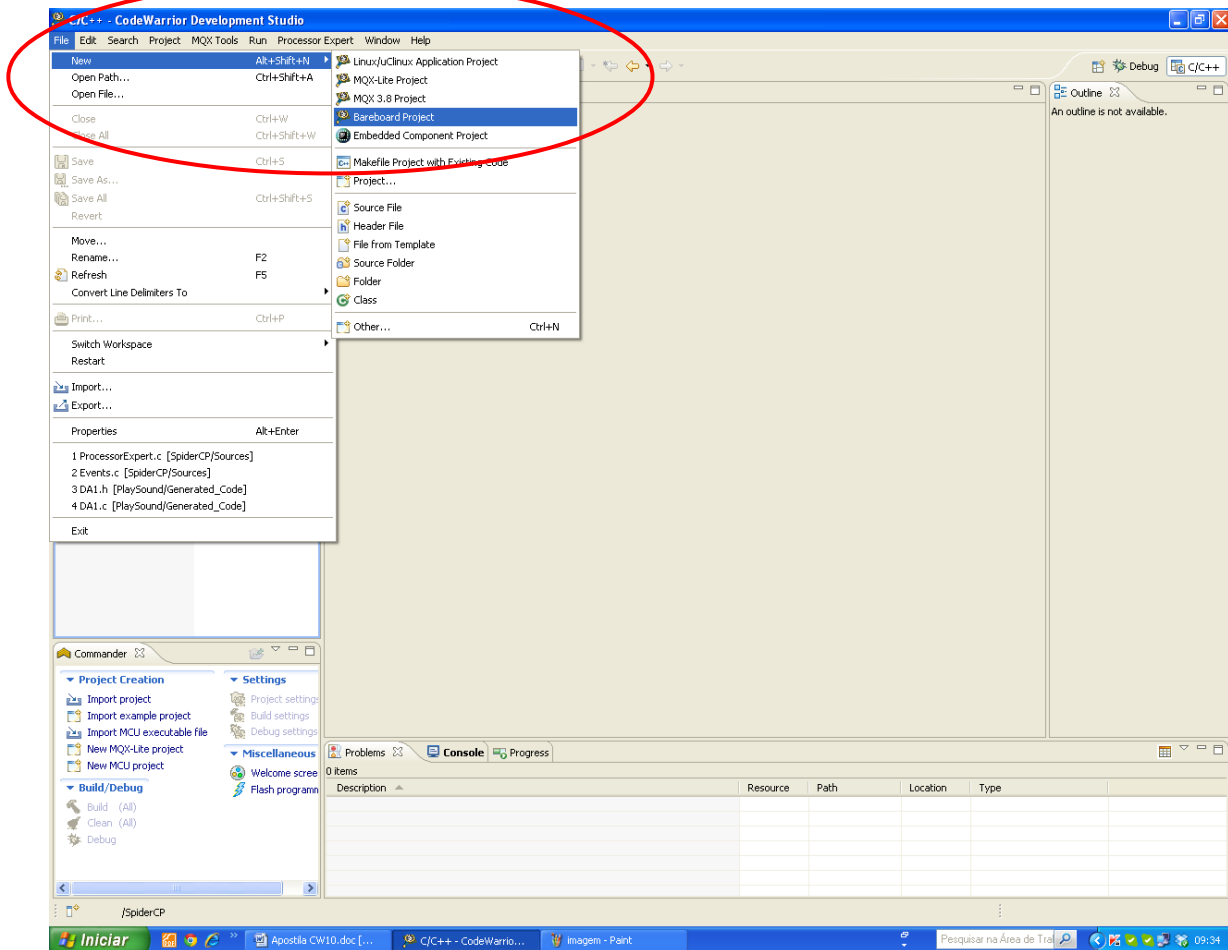 C/C++ - CodeWarrior Development Studio
File Edit Search Project MQX Tools Run Processor Expert Window Help
New Alt+Shift+N
Open Path... Ctrl+Shift+A
Open File...
Close Ctrl+W
Close All Ctrl+Shift+W
Save Ctrl+S
Save As...
Save All Ctrl+Shift+S
Revert
Move...
Rename... F2
Refresh F5
Convert Line Delimiters To
Print... Ctrl+P
Switch Workspace
Restart
Import...
Export...
Properties Alt+Enter
1 ProcessorExpert.c [SpiderCP/Sources]
2 Events.c [SpiderCP/Sources]
3 DA1.h [PlaySound/Generated_Code]
4 DA1.c [PlaySound/Generated_Code]
Exit
Linux/uClinux Application Project
MQX-Lite Project
MQX 3.8 Project
Bareboard Project
Embedded Component Project
Makefile Project with Existing Code
Project...
Source File
Header File
File from Template
Source Folder
Folder
Class
Other... Ctrl+N
Debug C/C++
Outline
An outline is not available.
Commander
Project Creation
Import project
Import example project
Import MCU executable file
New MQX-Lite project
New MCU project
Build/Debug
Build (All)
Clean (All)
Debug
Settings
Project settings
Build settings
Debug settings
Miscellaneous
Welcome scree
Flash programm
Problems Console Progress
0 items
Description Resource Path Location Type
/SpiderCP
Iniciar Apostila CW10.doc [... C/C++ - CodeWarrio... imagem - Paint Pesquisar na Área de Tra 09:34